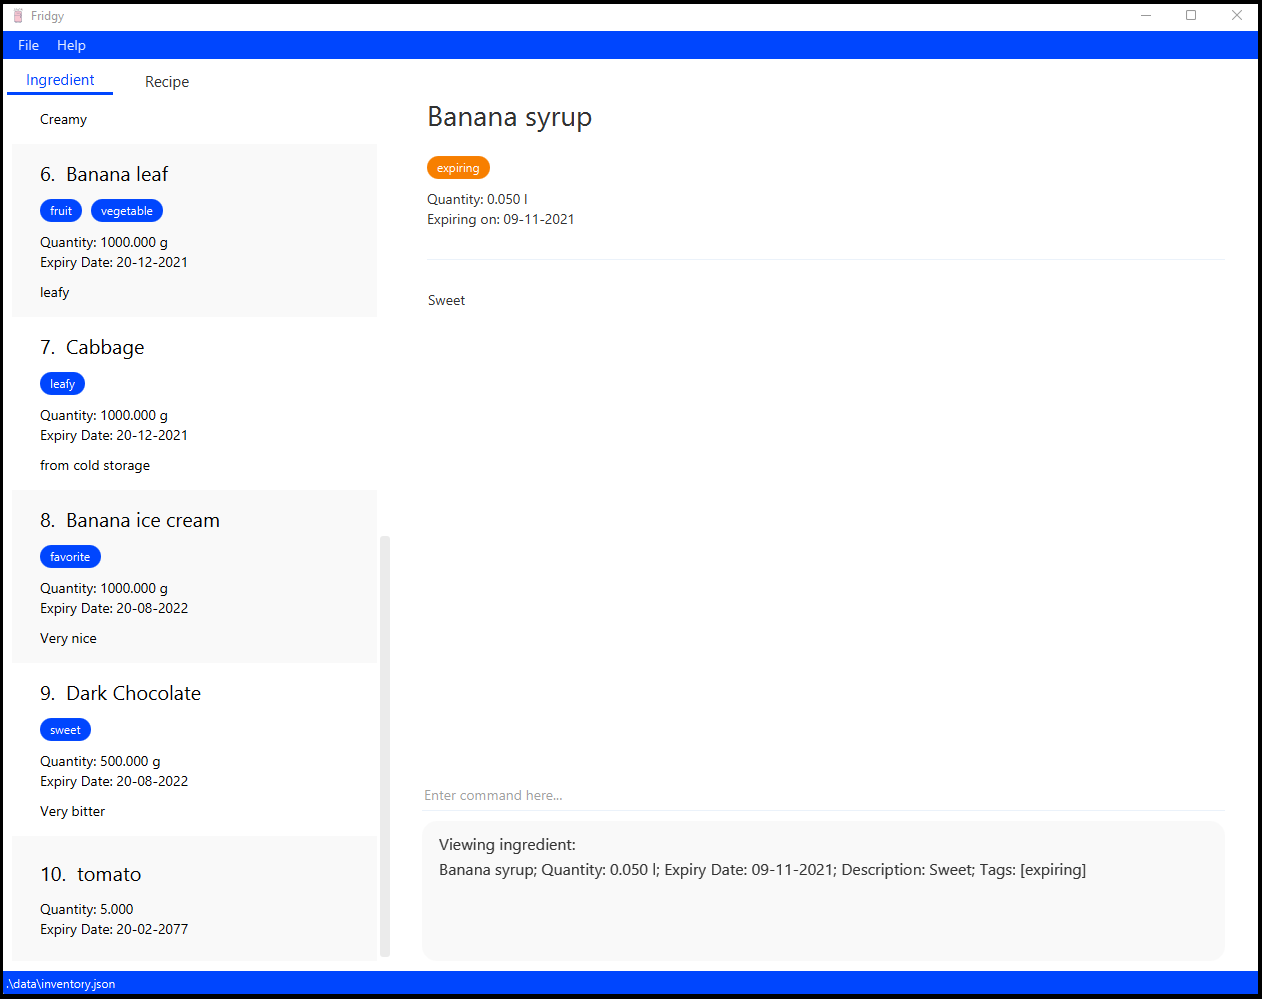 Fridgy
File Help
Ingredient Recipe
Creamy
6. Banana leaf
fruit vegetable
Quantity: 1000.000 g
Expiry Date: 20-12-2021
leafy
7. Cabbage
leafy
Quantity: 1000.000 g
Expiry Date: 20-12-2021
from cold storage
8. Banana ice cream
favorite
Quantity: 1000.000 g
Expiry Date: 20-08-2022
Very nice
9. Dark Chocolate
sweet
Quantity: 500.000 g
Expiry Date: 20-08-2022
Very bitter
10. tomato
Quantity: 5.000
Expiry Date: 20-02-2077
Banana syrup
expiring
Quantity: 0.050 l
Expiring on: 09-11-2021
Sweet
Enter command here...
Viewing ingredient:
Banana syrup; Quantity: 0.050 l; Expiry Date: 09-11-2021; Description: Sweet; Tags: [expiring]
.\data\inventory.json